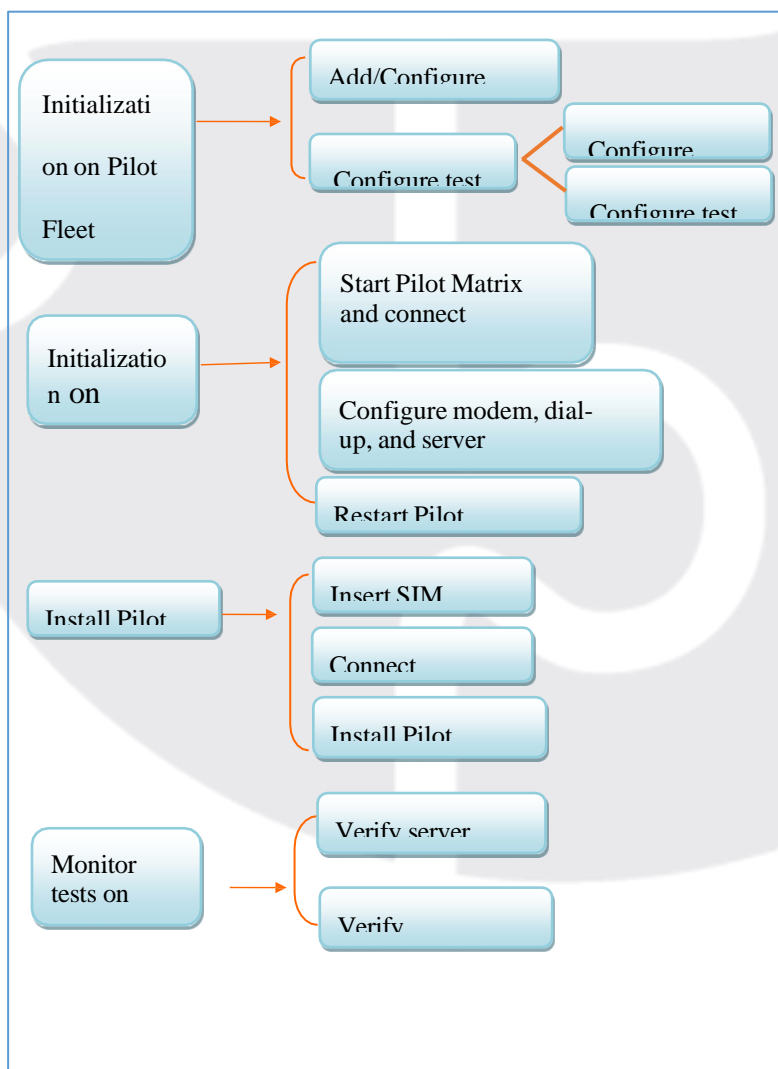 Initializati
on on Pilot
Fleet
Add/Configure
Configure test
Configure
Configure test
Initializatio
n on
Start Pilot Matrix
and connect
Configure modem, dial-
up, and server
Restart Pilot
Install Pilot
Insert SIM
Connect
Install Pilot
Monitor
tests on
Verify server
Verify